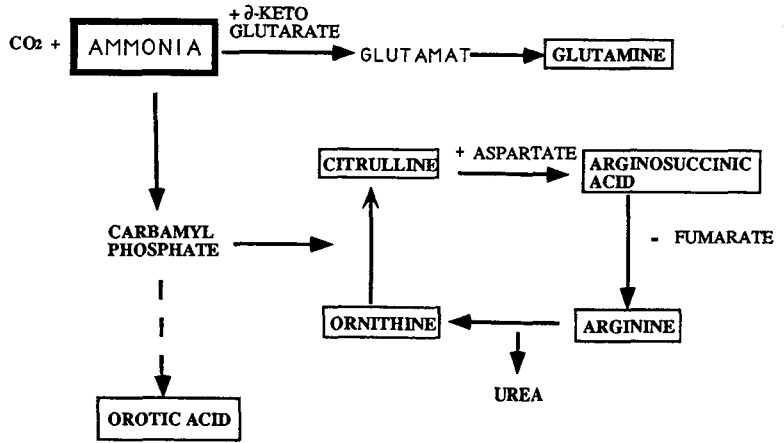 + ∂-KETO
GLUTARATE
CO2 + AMMONIA
GLUTAMAT
GLUTAMINE
CITRULLINE
+ ASPARTATE
ARGINOSUCCINIC
ACID
CARBAMYL
PHOSPHATE
- FUMARATE
ORNITHINE
ARGININE
UREA
OROTIC ACID